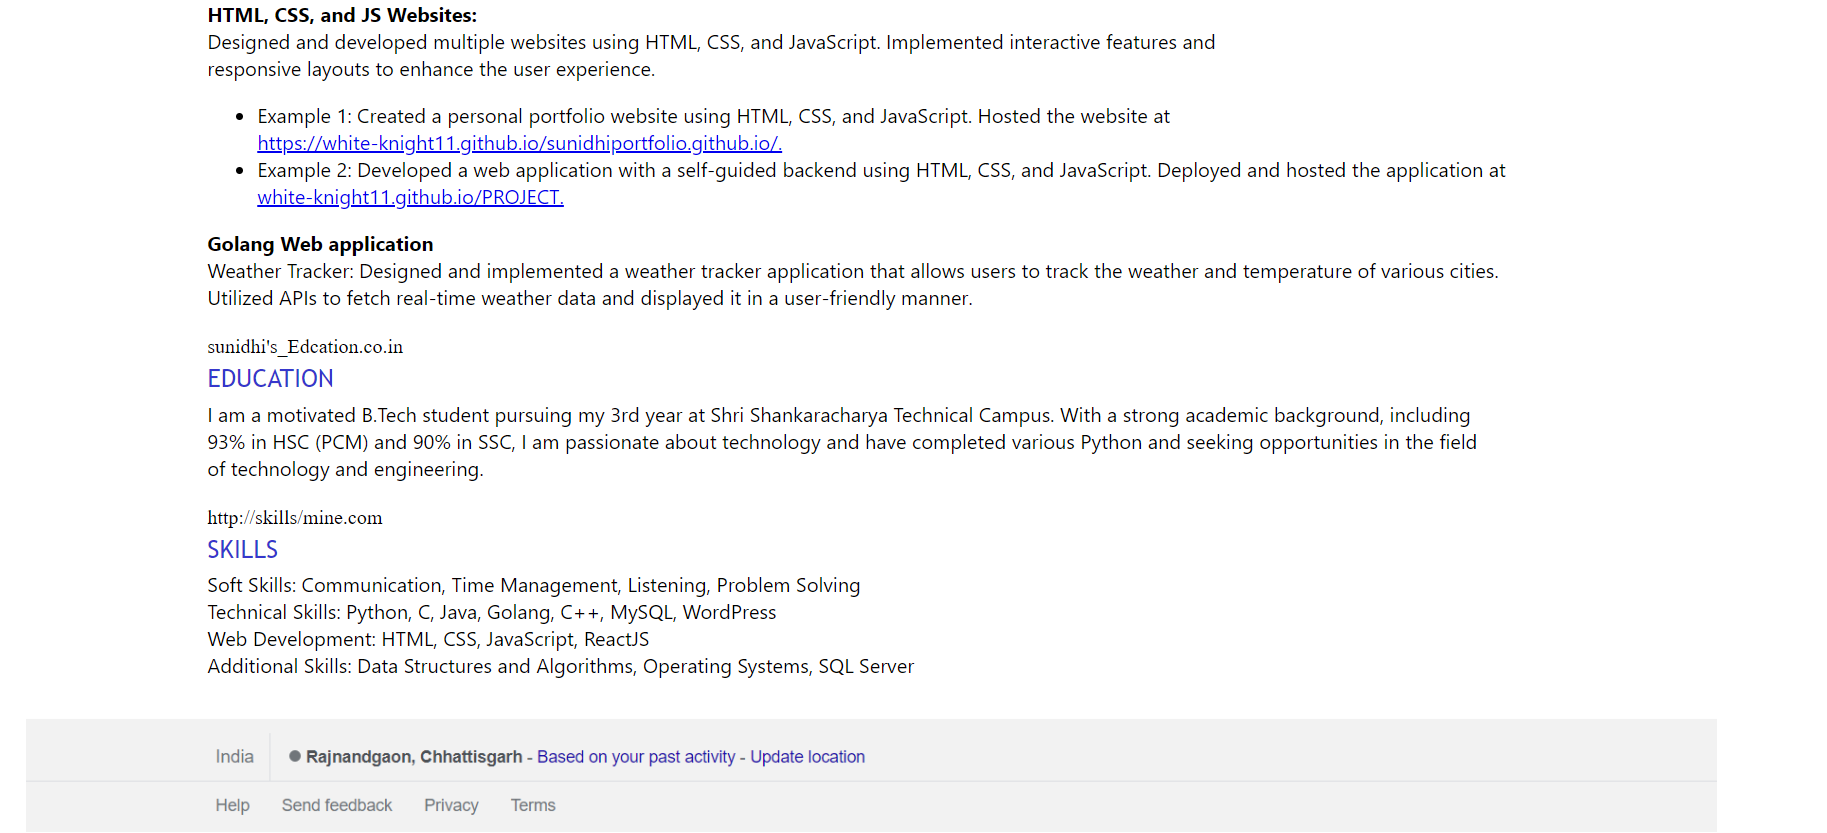 HTML, CSS, and JS Websites:
Designed and developed multiple websites using HTML, CSS, and JavaScript. Implemented interactive features and
responsive layouts to enhance the user experience.
• Example 1: Created a personal portfolio website using HTML, CSS, and JavaScript. Hosted the website at
https://white-knight11.github.io/sunidhiportfolio.github.io/.
• Example 2: Developed a web application with a self-guided backend using HTML, CSS, and JavaScript. Deployed and hosted the application at
white-knight11.github.io/PROJECT.
Golang Web application
Weather Tracker: Designed and implemented a weather tracker application that allows users to track the weather and temperature of various cities.
Utilized APIs to fetch real-time weather data and displayed it in a user-friendly manner.
sunidhi's_Edcation.co.in
EDUCATION
I am a motivated B.Tech student pursuing my 3rd year at Shri Shankaracharya Technical Campus. With a strong academic background, including
93% in HSC (PCM) and 90% in SSC, I am passionate about technology and have completed various Python and seeking opportunities in the field
of technology and engineering.
http://skills/mine.com
SKILLS
Soft Skills: Communication, Time Management, Listening, Problem Solving
Technical Skills: Python, C, Java, Golang, C++, MySQL, WordPress
Web Development: HTML, CSS, JavaScript, ReactJS
Additional Skills: Data Structures and Algorithms, Operating Systems, SQL Server
India Rajnandgaon, Chhattisgarh - Based on your past activity - Update location
Help Send feedback Privacy Terms